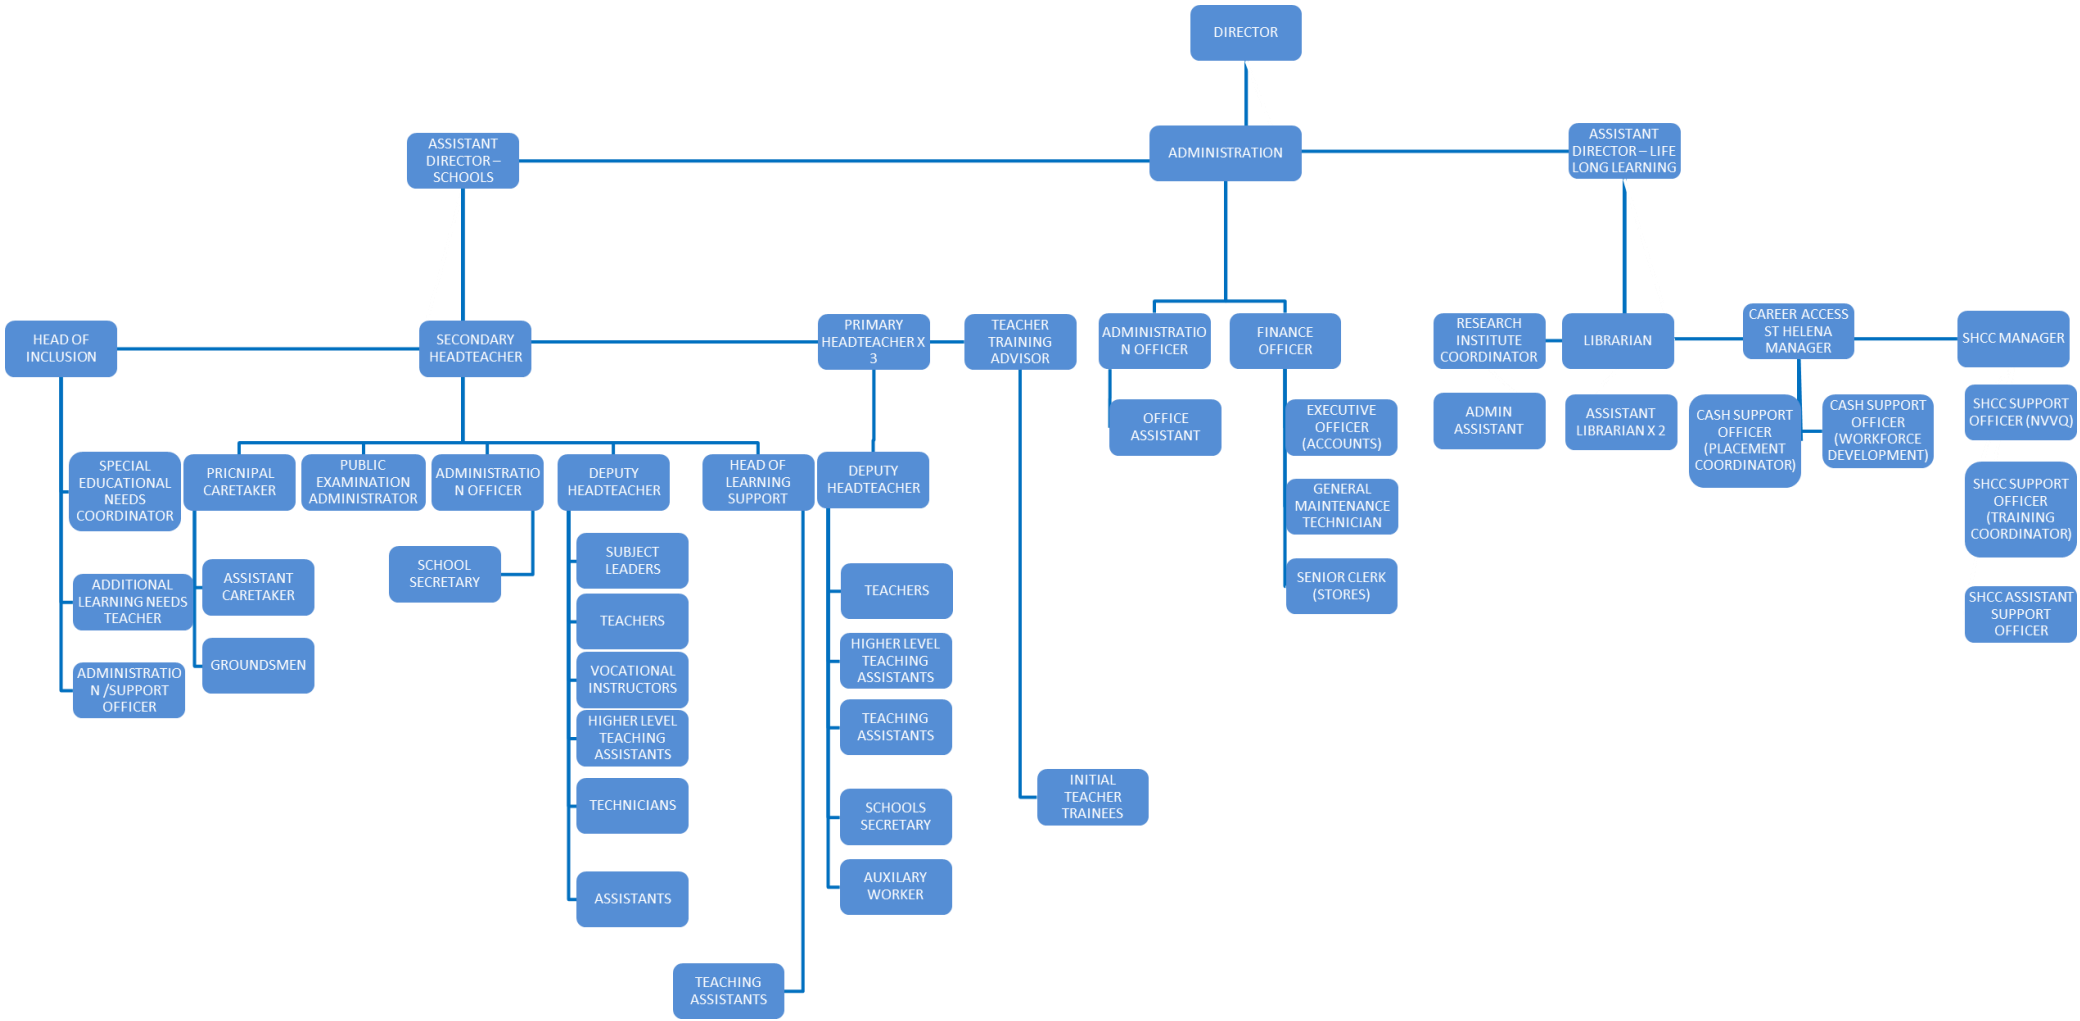 DIRECTOR
ASSISTANT
DIRECTOR –
SCHOOLS
ADMINISTRATION
ASSISTANT
DIRECTOR – LIFE
LONG LEARNING
HEAD OF
INCLUSION
SECONDARY
HEADTEACHER
PRIMARY
HEADTEACHER X
3
TEACHER
TRAINING
ADVISOR
ADMINISTRATIO
N OFFICER
FINANCE
OFFICER
RESEARCH
INSTITUTE
COORDINATOR
LIBRARIAN
CAREER ACCESS
ST HELENA
MANAGER
SHCC MANAGER
OFFICE
ASSISTANT
EXECUTIVE
OFFICER
(ACCOUNTS)
ADMIN
ASSISTANT
ASSISTANT
LIBRARIAN X 2
CASH SUPPORT
OFFICER
(PLACEMENT
COORDINATOR)
CASH SUPPORT
OFFICER
(WORKFORCE
DEVELOPMENT)
SHCC SUPPORT
OFFICER (NVVQ)
SPECIAL
EDUCATIONAL
NEEDS
COORDINATOR
PRICNIPAL
CARETAKER
PUBLIC
EXAMINATION
ADMINISTRATOR
ADMINISTRATIO
N OFFICER
DEPUTY
HEADTEACHER
HEAD OF
LEARNING
SUPPORT
DEPUTY
HEADTEACHER
GENERAL
MAINTENANCE
TECHNICIAN
SHCC SUPPORT
OFFICER
(TRAINING
COORDINATOR)
ADDITIONAL
LEARNING NEEDS
TEACHER
ASSISTANT
CARETAKER
SCHOOL
SECRETARY
SUBJECT
LEADERS
TEACHERS
TEACHERS
SENIOR CLERK
(STORES)
SHCC ASSISTANT
SUPPORT
OFFICER
ADMINISTRATIO
N /SUPPORT
OFFICER
GROUNDSMEN
VOCATIONAL
INSTRUCTORS
HIGHER LEVEL
TEACHING
ASSISTANTS
HIGHER LEVEL
TEACHING
ASSISTANTS
TEACHING
ASSISTANTS
TECHNICIANS
SCHOOLS
SECRETARY
INITIAL
TEACHER
TRAINEES
ASSISTANTS
AUXILARY
WORKER
TEACHING
ASSISTANTS